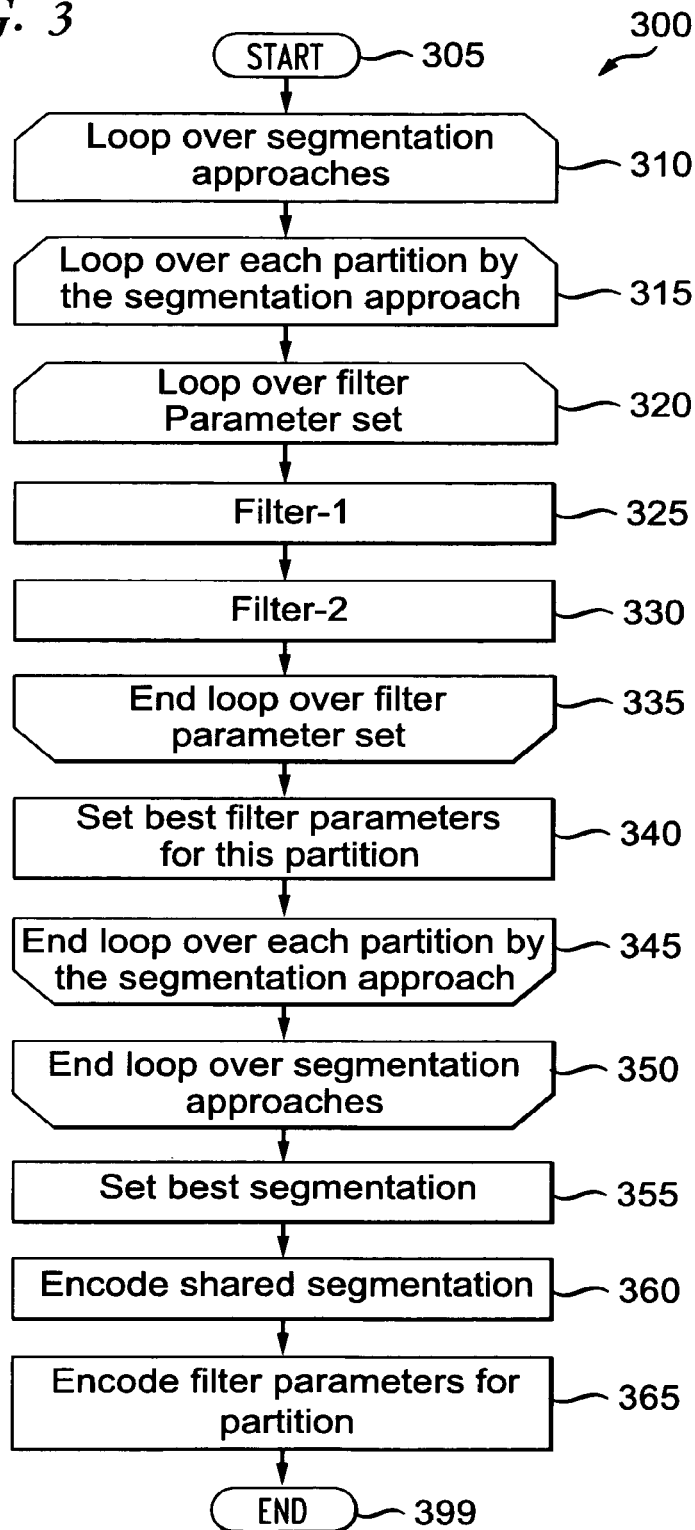 G. 3
300
START 305
Loop over segmentation
approaches
310
Loop over each partition by
the segmentation approach
315
Loop over filter
Parameter set
320
Filter-1
325
Filter-2
330
End loop over filter
parameter set
335
Set best filter parameters
for this partition
340
End loop over each partition by
the segmentation approach
345
End loop over segmentation
approaches
350
Set best segmentation
355
Encode shared segmentation
360
Encode filter parameters for
partition
365
END 399